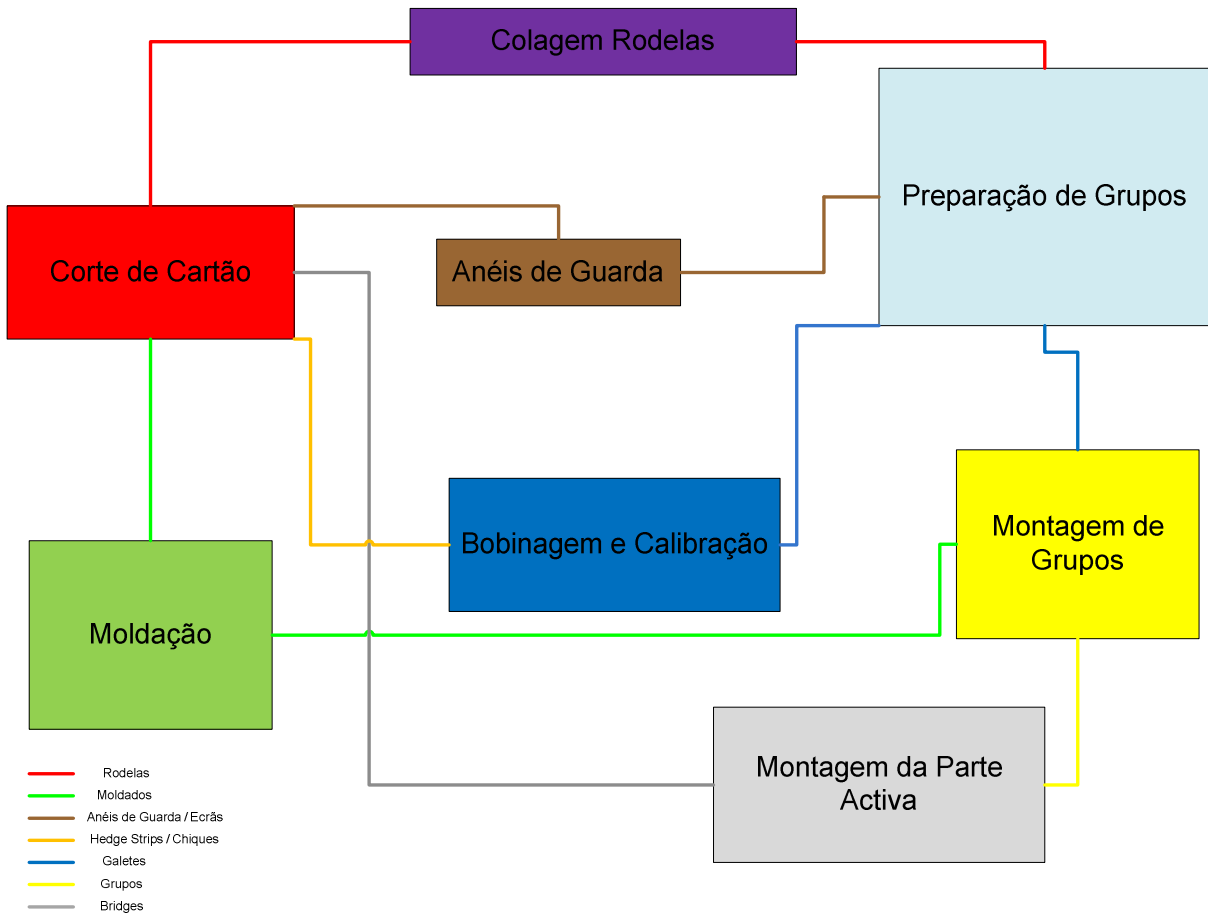 Colagem Rodelas
Preparação de Grupos
Corte de Cartão
Anéis de Guarda
Bobinagem e Calibração
Montagem de
Grupos
Moldação
Montagem da Parte
Activa
Rodelas
Moldados
Anéis de Guarda / Ecrãs
Hedge Strips / Chiques
Galetes
Grupos
Bridges